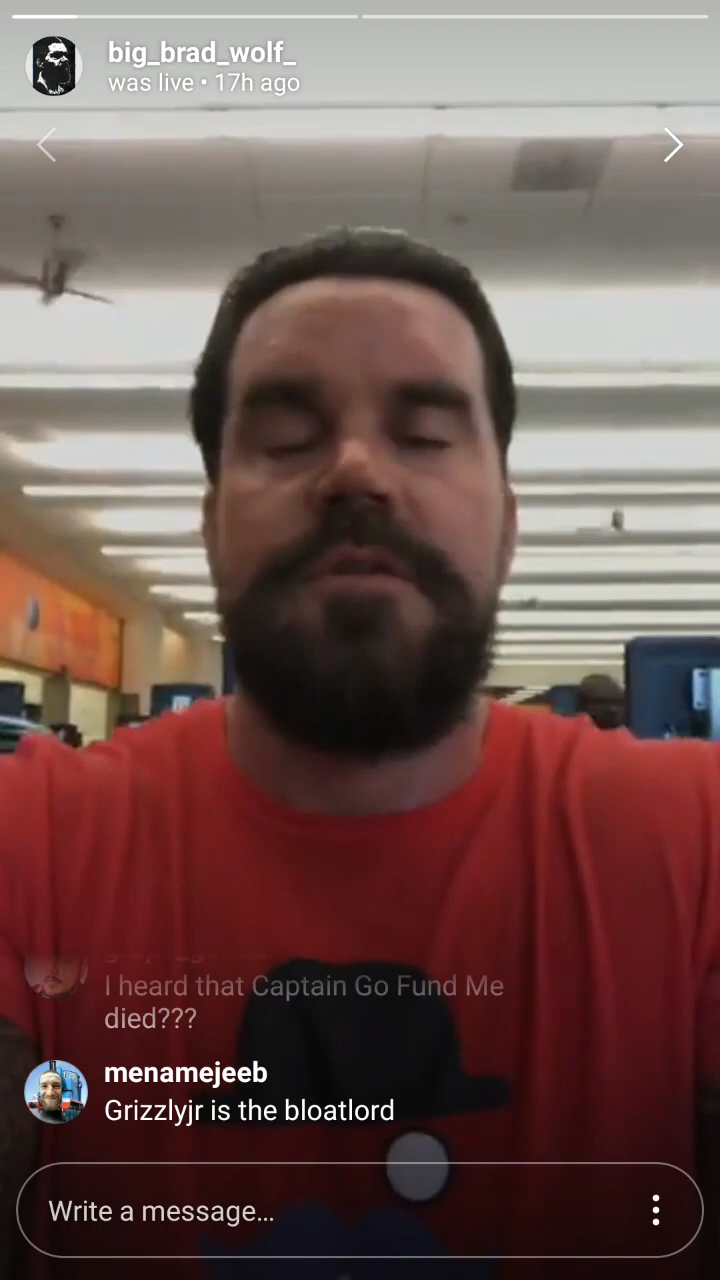 big_brad_wolf_
was live • 17h ago
I heard that Captain Go Fund Me
died???
menamejeeb
Grizzlyjr is the bloatlord
Write a message...